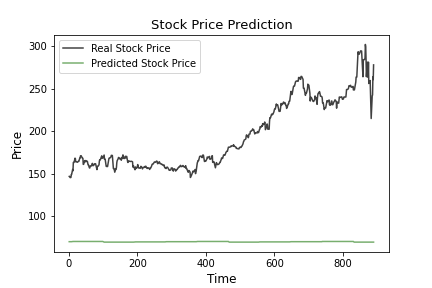 Stock Price Prediction
Real Stock Price
Predicted Stock Price
300
250
200
150
100
Price
0 200 400 600 800
Time